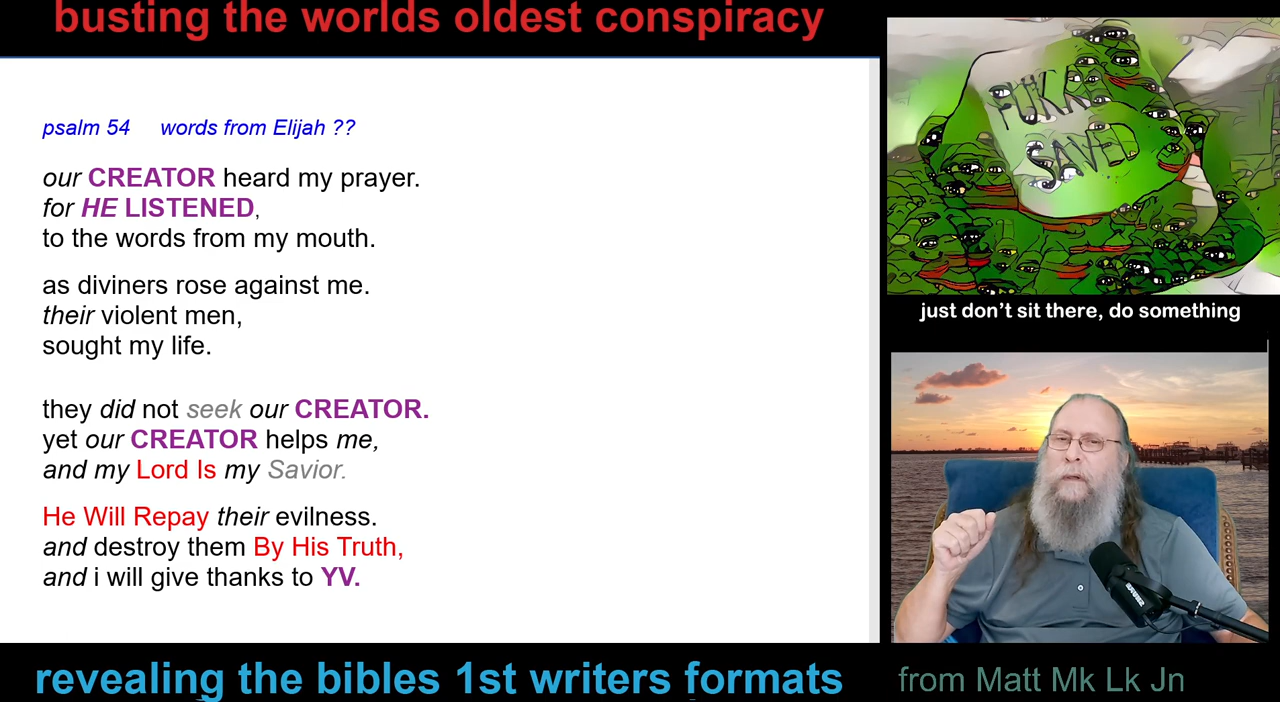 busting the worlds oldest conspiracy
psalm 54 words from Elijah ??
our CREATOR heard my prayer.
for HE LISTENED,
to the words from my mouth.
as diviners rose against me.
their violent men,
sought my life.
they did not seek our CREATOR.
yet our CREATOR helps me,
and my Lord Is my Savior.
He Will Repay their evilness.
and destroy them By His Truth,
and i will give thanks to YV.
SAVED
just don't sit there, do something
revealing the bibles 1st writers formats
from Matt Mk Lk Jn